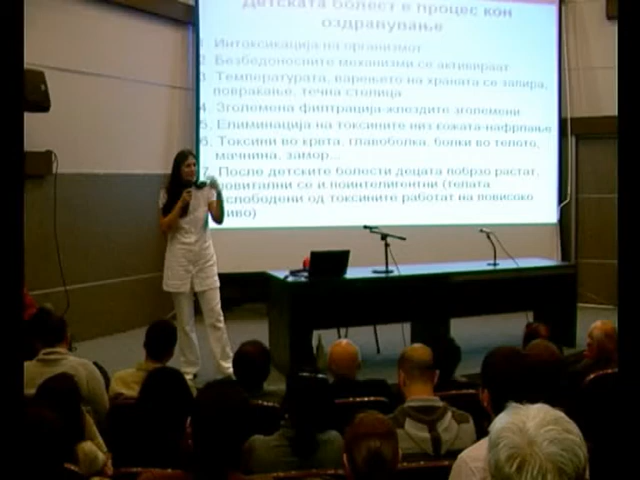 Детската болест е процес кон
оздравување
1. Интоксикација на организмот
2. Безбедоносните механизми се активираат
3. Температурата, варењето на храната се запира,
повраќање, течна столица
4. Зголемена филтрација-жлездите зголемени
5. Елиминација на токсините низ кожата-нафрлување
6. Токсини во крвта, главоболка, болки во телото,
мачнина, замор...
7. После детските болести децата побрзо растат,
повитални се и поинтелигентни (телата
ослободени од токсините работат на повисоко
ниво)